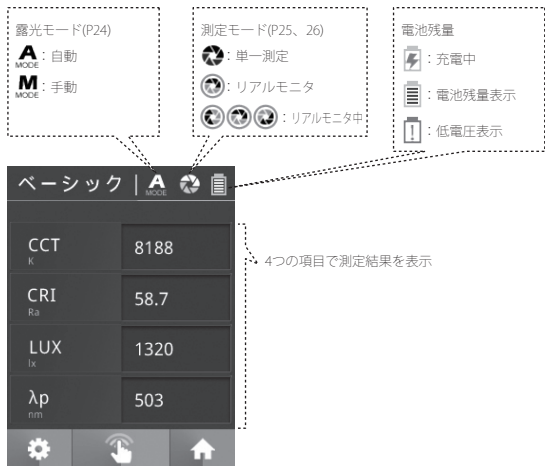 露光モード(P24)
A MODE：自動
M MODE：手動
測定モード(P25、26)
：単一測定
：リアルモニタ
：リアルモニタ中
電池残量
：充電中
：電池残量表示
：低電圧表示
ベーシック | A MODE
CCT K 8188
CRI Ra 58.7
LUX lx 1320
λp nm 503
4つの項目で測定結果を表示